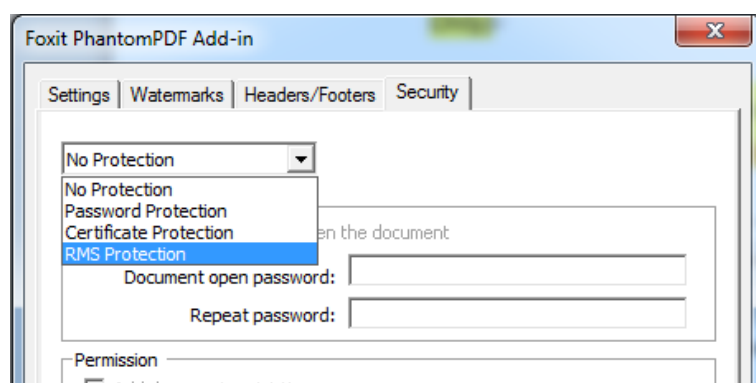 Foxit PhantomPDF Add-in
Settings Watermarks Headers/Footers Security
No Protection
No Protection
Password Protection
Certificate Protection
en the document
RMS Protection
Document open password:
Repeat password:
Permission